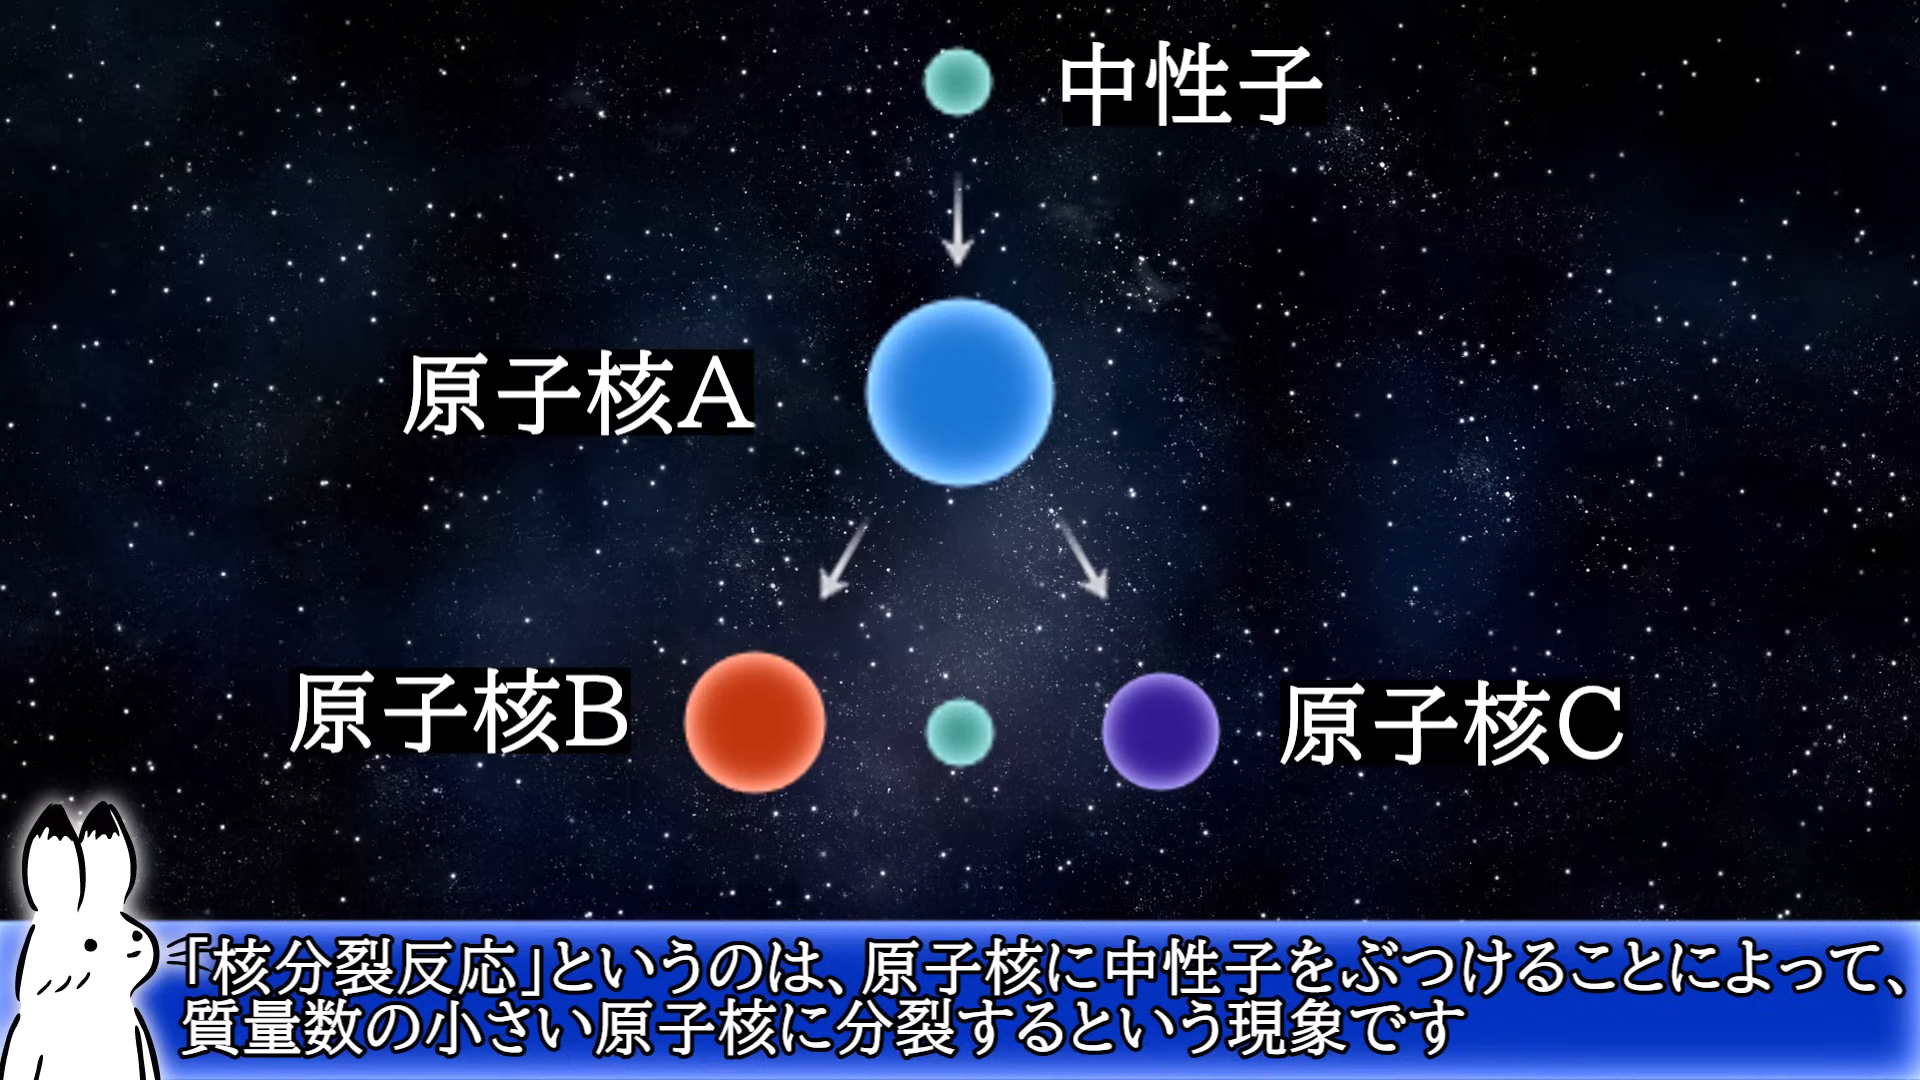 中性子
原子核A
原子核B
原子核C
「核分裂反応」というのは、原子核に中性子をぶつけることによって、
質量数の小さい原子核に分裂するという現象です